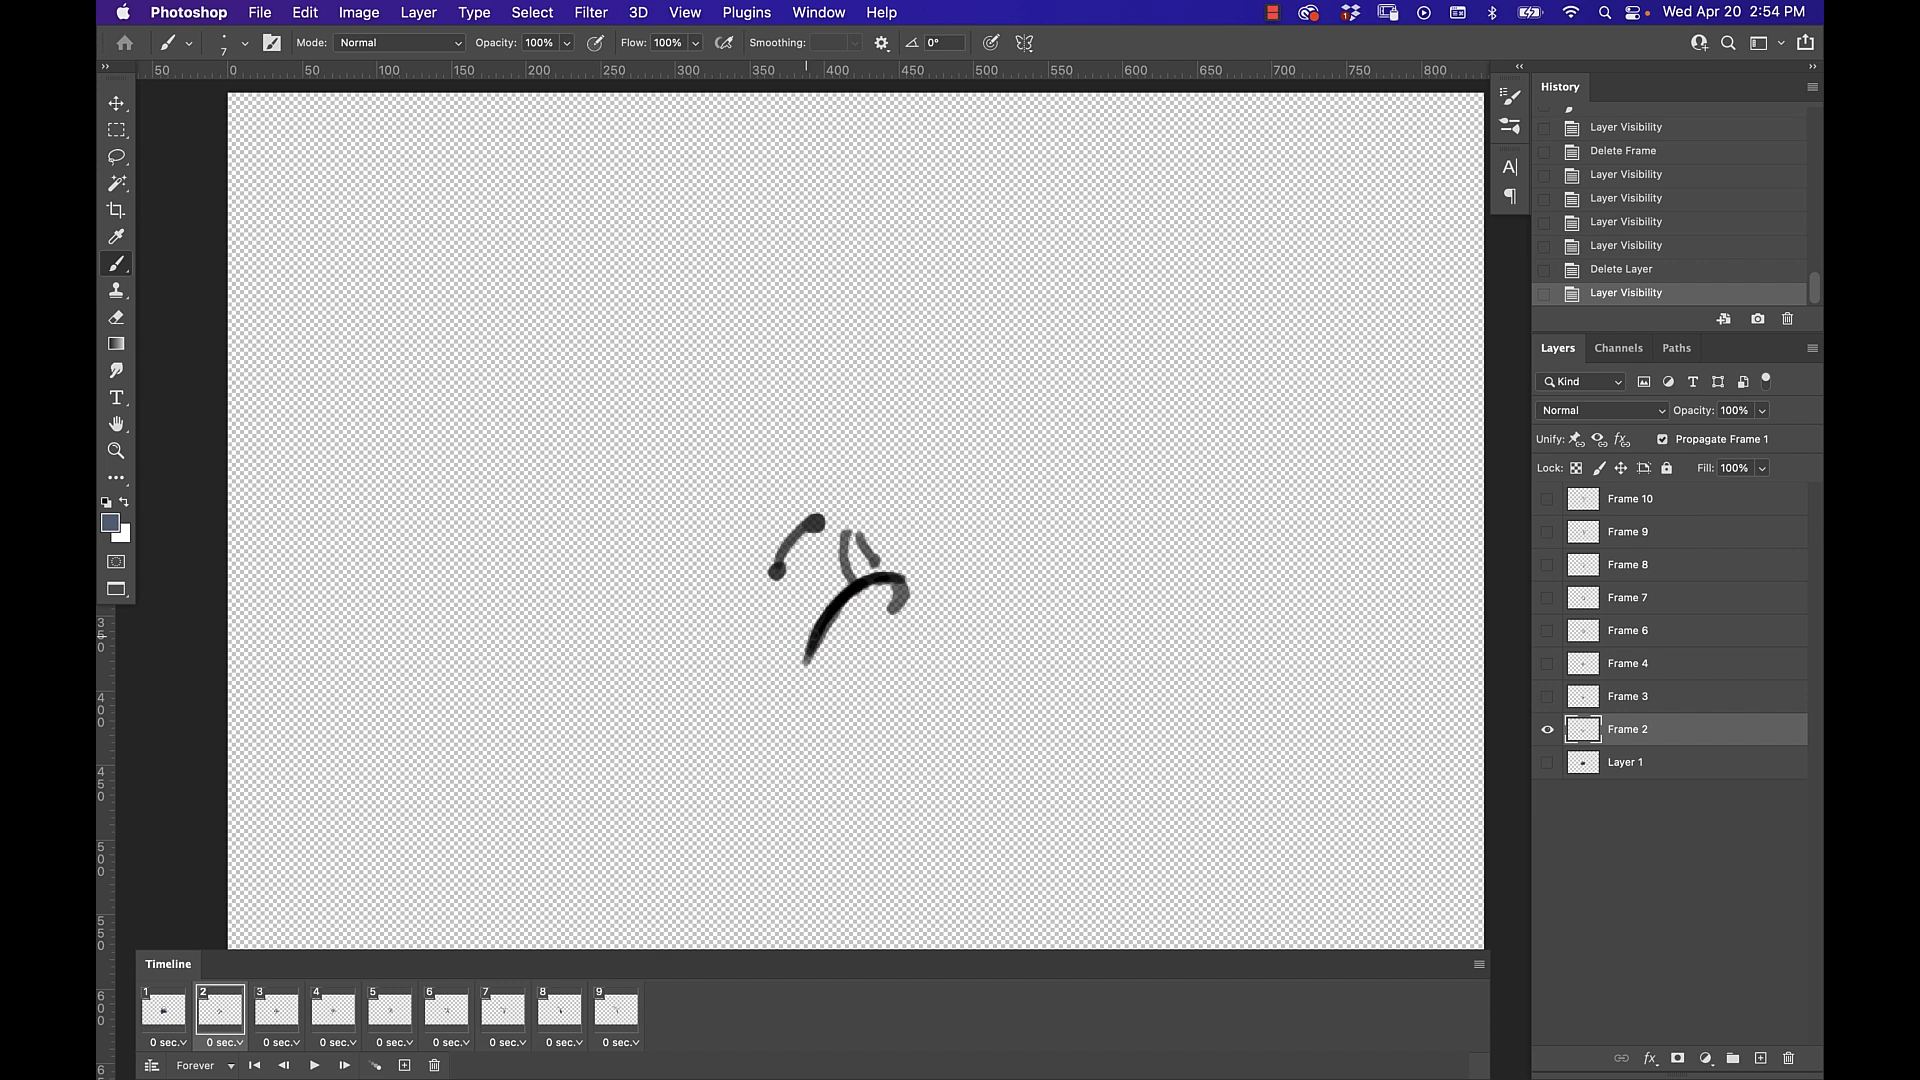 Photoshop File Edit Image Layer Type Select Filter 3D View Plugins Window Help Wed Apr 20 2:54 PM
7 Mode: Normal Opacity: 100% Flow: 100% Smoothing: 0°
50 0 50 100 150 200 250 300 350 400 450 500 550 600 650 700 750 800
History
Layer Visibility
Delete Frame
Layer Visibility
Layer Visibility
Layer Visibility
Layer Visibility
Delete Layer
Layer Visibility
Layers Channels Paths
Kind
Normal Opacity: 100%
Unify: Propagate Frame 1
Lock: Fill: 100%
Frame 10
Frame 9
Frame 8
Frame 7
Frame 6
Frame 4
Frame 3
Frame 2
Layer 1
350
400
450
500
550
600
6
Timeline
1 2 3 4 5 6 7 8 9
0 sec. 0 sec. 0 sec. 0 sec. 0 sec. 0 sec. 0 sec. 0 sec. 0 sec.
Forever